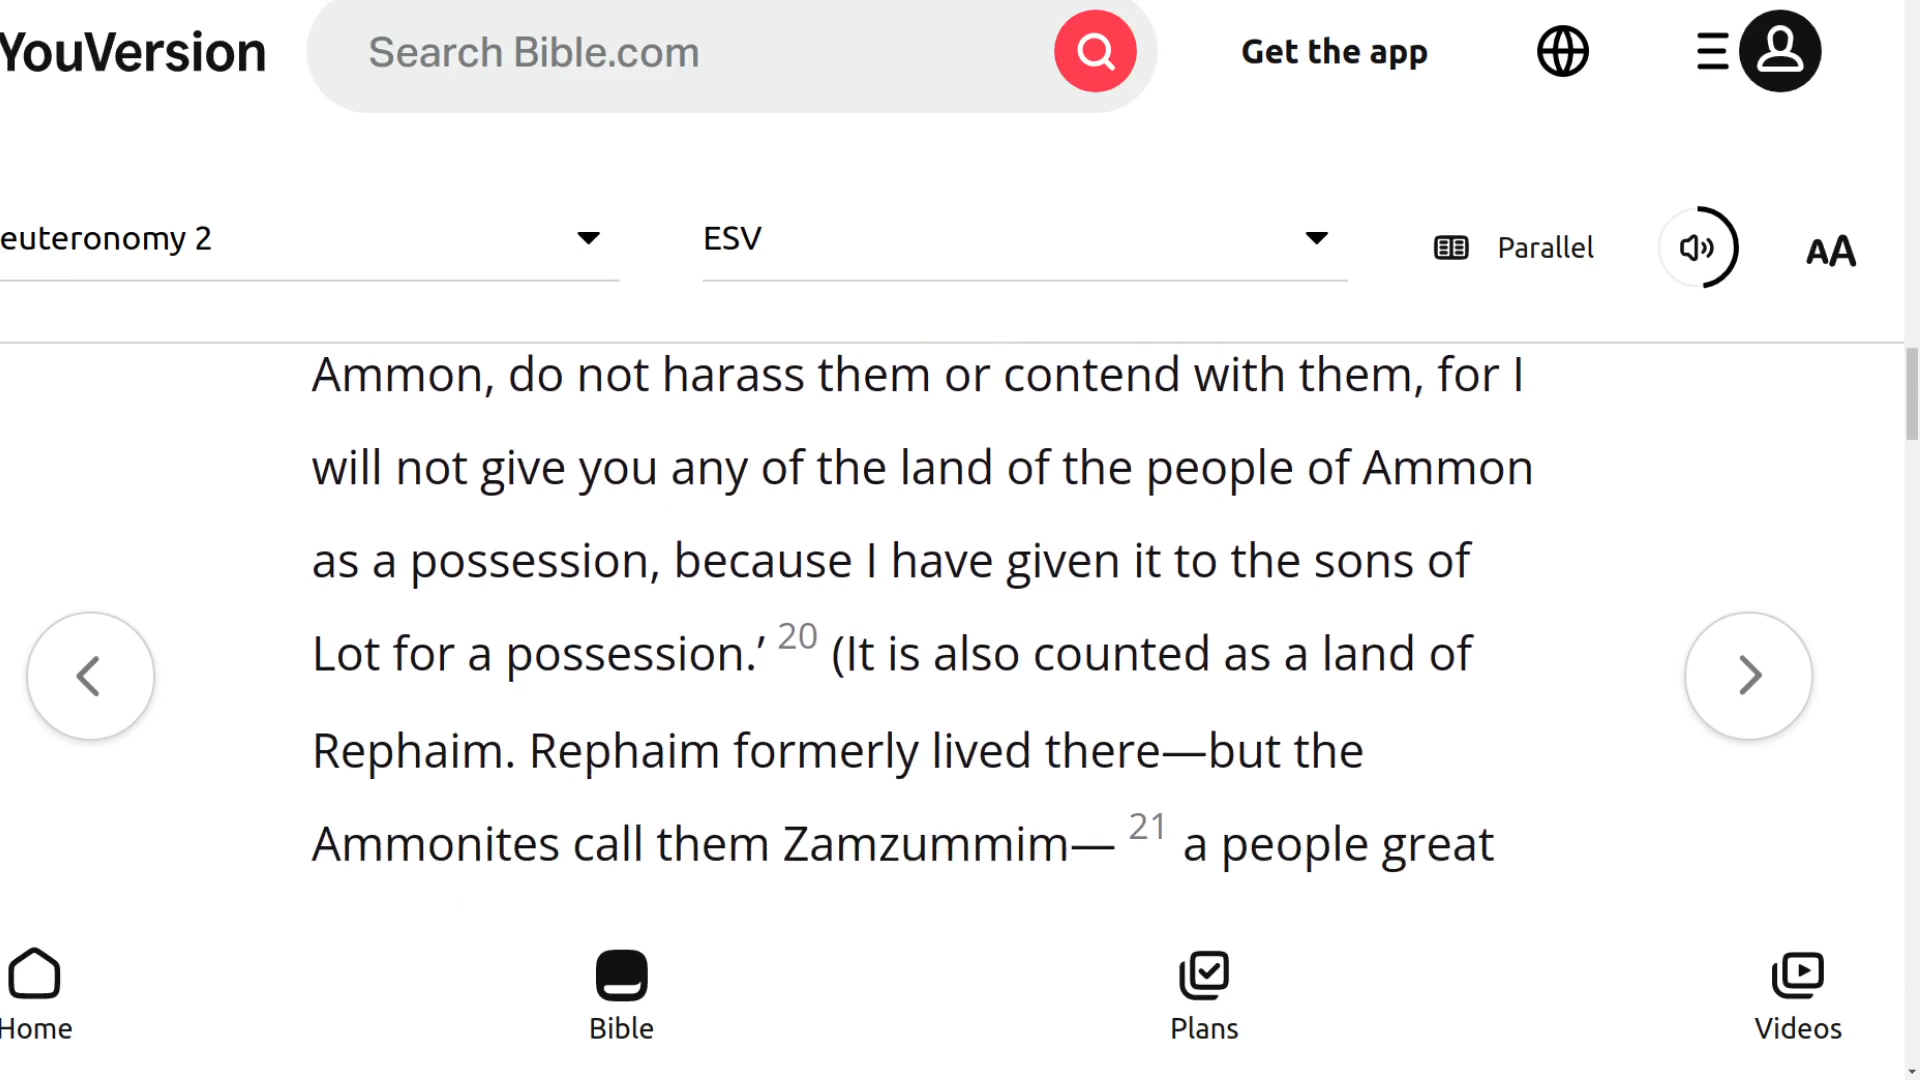 YouVersion
Search Bible.com
Get the app
euteronomy 2
ESV
Parallel
AA
Ammon, do not harass them or contend with them, for I
will not give you any of the land of the people of Ammon
as a possession, because I have given it to the sons of
Lot for a possession.’ 20 (It is also counted as a land of
Rephaim. Rephaim formerly lived there—but the
Ammonites call them Zamzummim— 21 a people great
Home
Bible
Plans
Videos